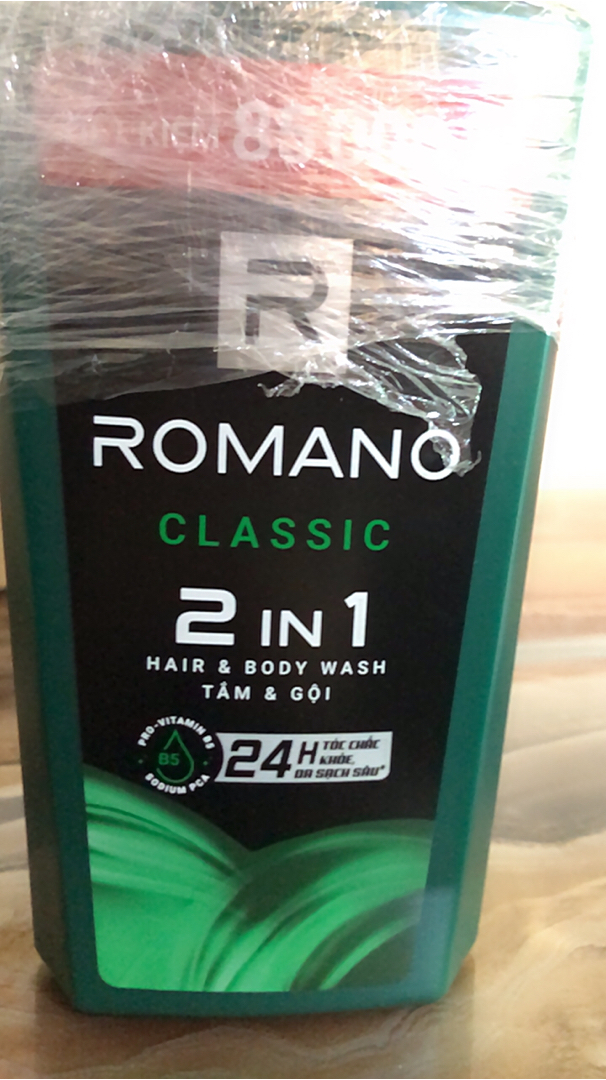 R
ROMANO
CLASSIC
2 IN 1
HAIR & BODY WASH
TẮM & GỘI
PRO-VITAMIN B5
B5
SODIUM PCA
24H
TÓC CHẮC
KHỎE,
DA SẠCH SÂU*